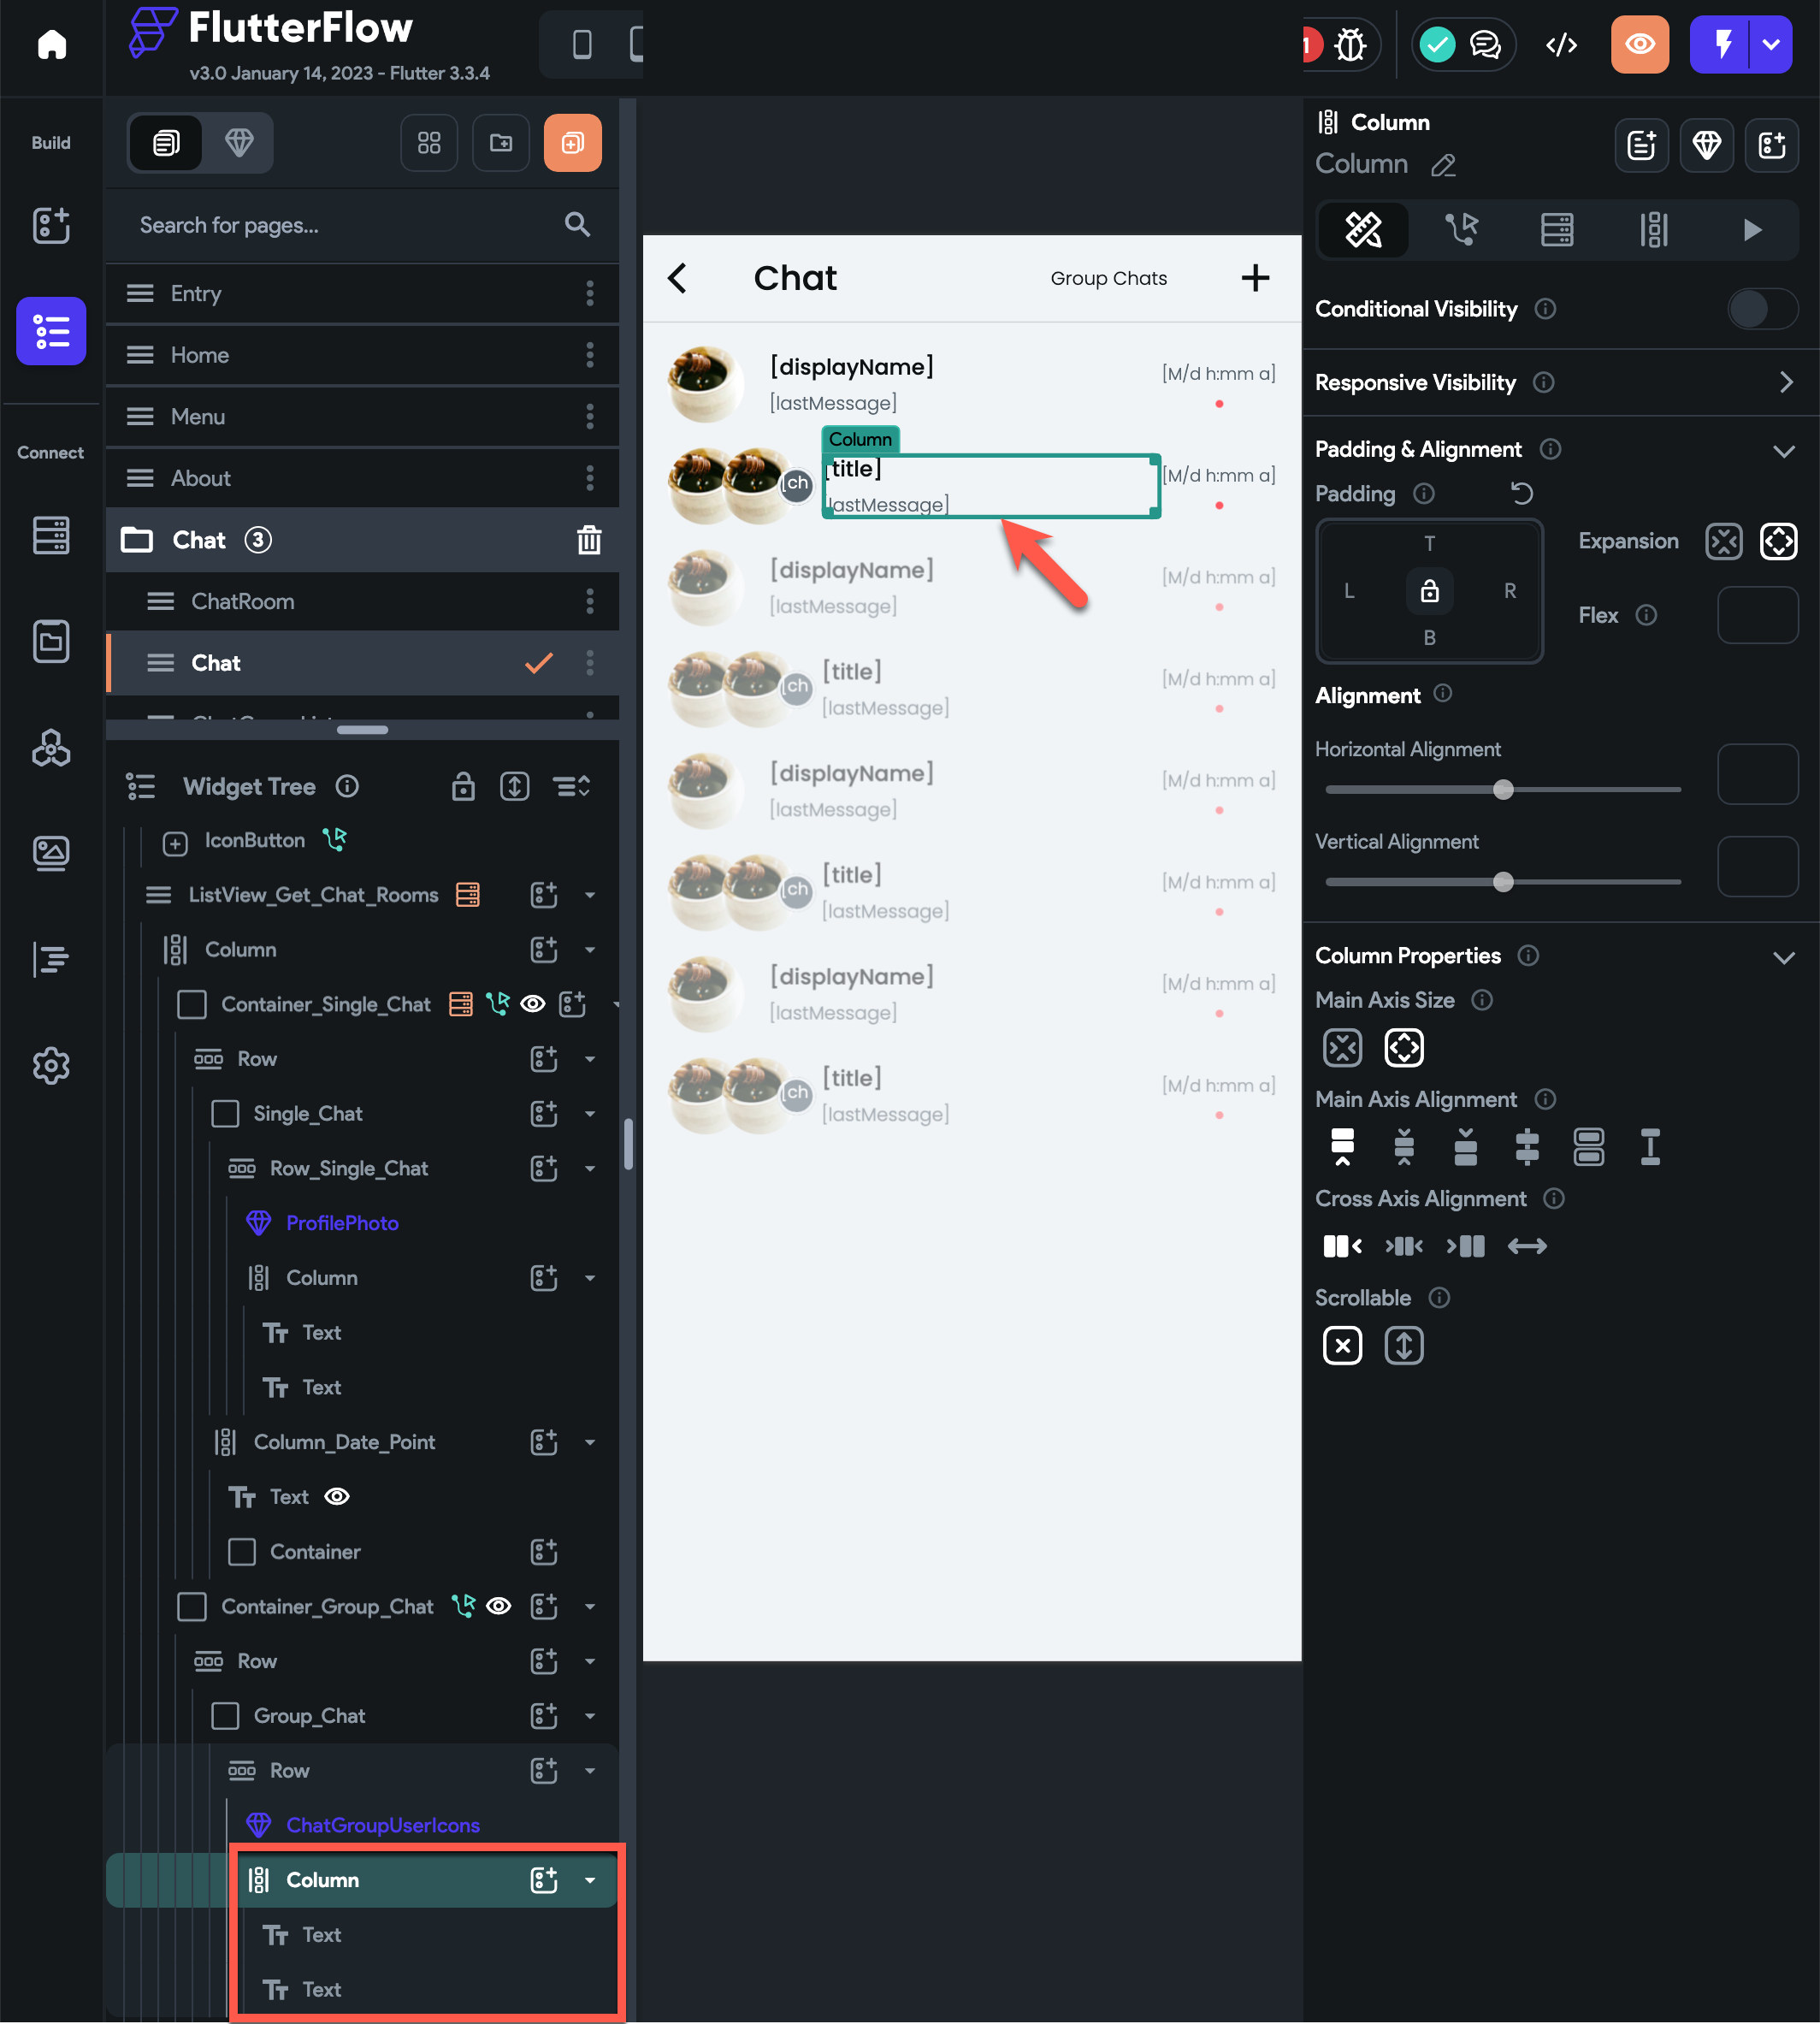 FlutterFlow
v3.0 January 14, 2023 - Flutter 3.3.4
1
Build
Connect
Search for pages...
Entry
Home
Menu
About
Chat 3
ChatRoom
Chat
Widget Tree
IconButton
ListView_Get_Chat_Rooms
Column
Container_Single_Chat
Row
Single_Chat
Row_Single_Chat
ProfilePhoto
Column
Text
Text
Column_Date_Point
Text
Container
Container_Group_Chat
Row
Group_Chat
Row
ChatGroupUserIcons
Column
Text
Text
Chat
Group Chats
[displayName]
[M/d h:mm a]
[lastMessage]
Column
[title]
[ch
[M/d h:mm a]
[lastMessage]
[displayName]
[M/d h:mm a]
[lastMessage]
[title]
[ch
[M/d h:mm a]
[lastMessage]
[displayName]
[M/d h:mm a]
[lastMessage]
[title]
[ch
[M/d h:mm a]
[lastMessage]
[displayName]
[M/d h:mm a]
[lastMessage]
[title]
[ch
[M/d h:mm a]
[lastMessage]
Column
Column
Conditional Visibility
Responsive Visibility
Padding & Alignment
Padding
T
L
R
B
Expansion
Flex
Alignment
Horizontal Alignment
Vertical Alignment
Column Properties
Main Axis Size
Main Axis Alignment
Cross Axis Alignment
Scrollable